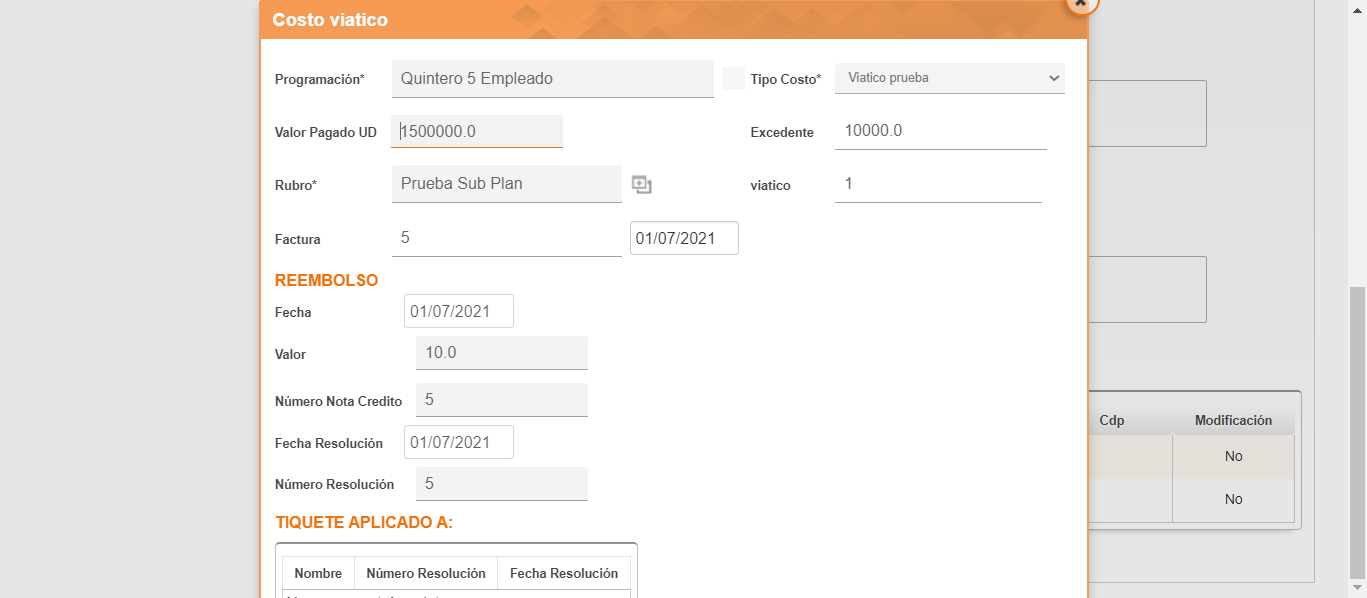 Costo viatico
Programación* Quintero 5 Empleado Tipo Costo* Viatico prueba
Valor Pagado UD 1500000.0 Excedente 10000.0
Rubro* Prueba Sub Plan viatico 1
Factura 5 01/07/2021
REEMBOLSO
Fecha 01/07/2021
Valor 10.0
Número Nota Credito 5
Fecha Resolución 01/07/2021
Número Resolución 5
TIQUETE APLICADO A:
Nombre Número Resolución Fecha Resolución
Cdp Modificación
No
No